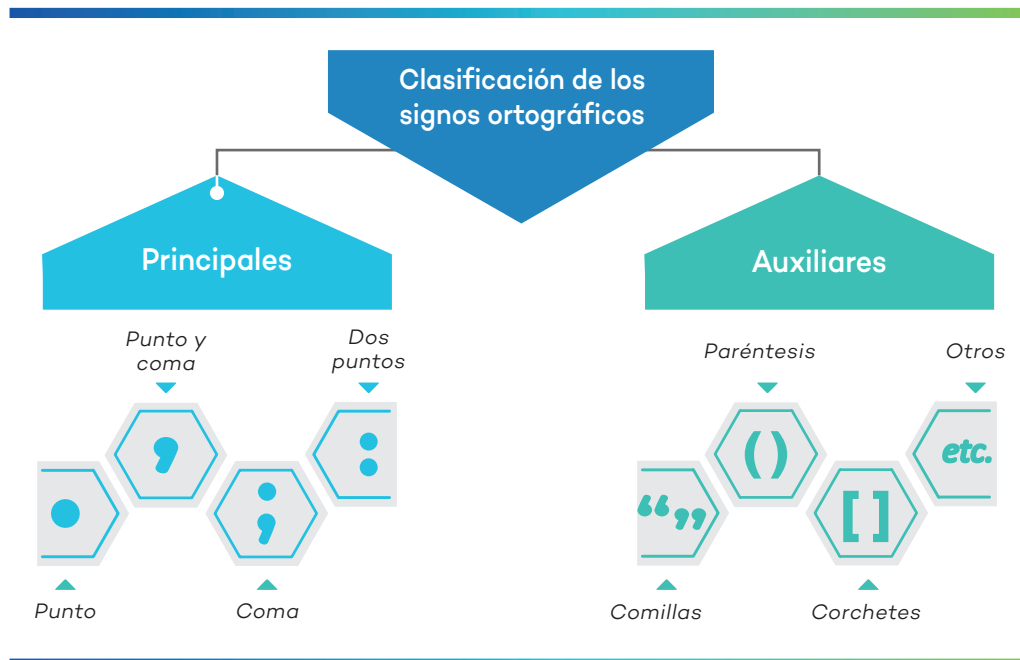 Clasificación de los
signos ortográficos
Principales
Punto y
coma
Dos
puntos
,
:
.
;
Punto
Coma
Auxiliares
Paréntesis
Otros
( )
etc.
“ ”
[ ]
Comillas
Corchetes